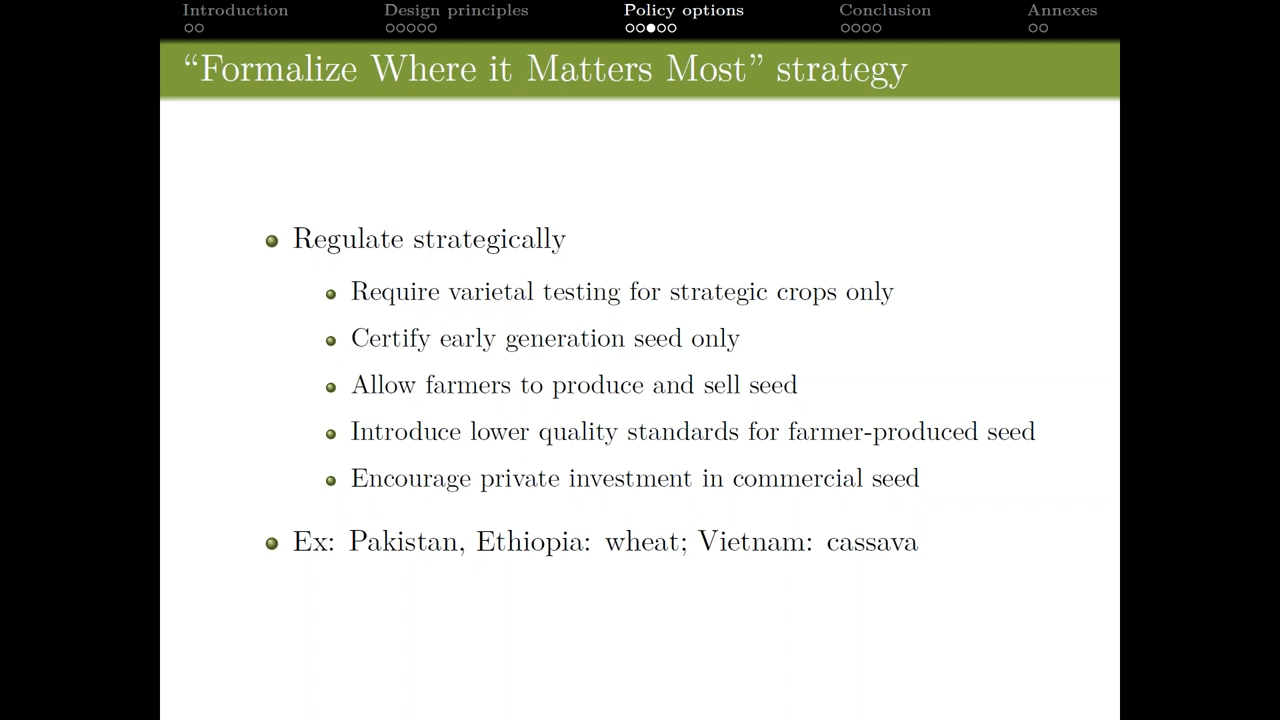 Introduction Design principles Policy options Conclusion Annexes
“Formalize Where it Matters Most” strategy
Regulate strategically
Require varietal testing for strategic crops only
Certify early generation seed only
Allow farmers to produce and sell seed
Introduce lower quality standards for farmer-produced seed
Encourage private investment in commercial seed
Ex: Pakistan, Ethiopia: wheat; Vietnam: cassava